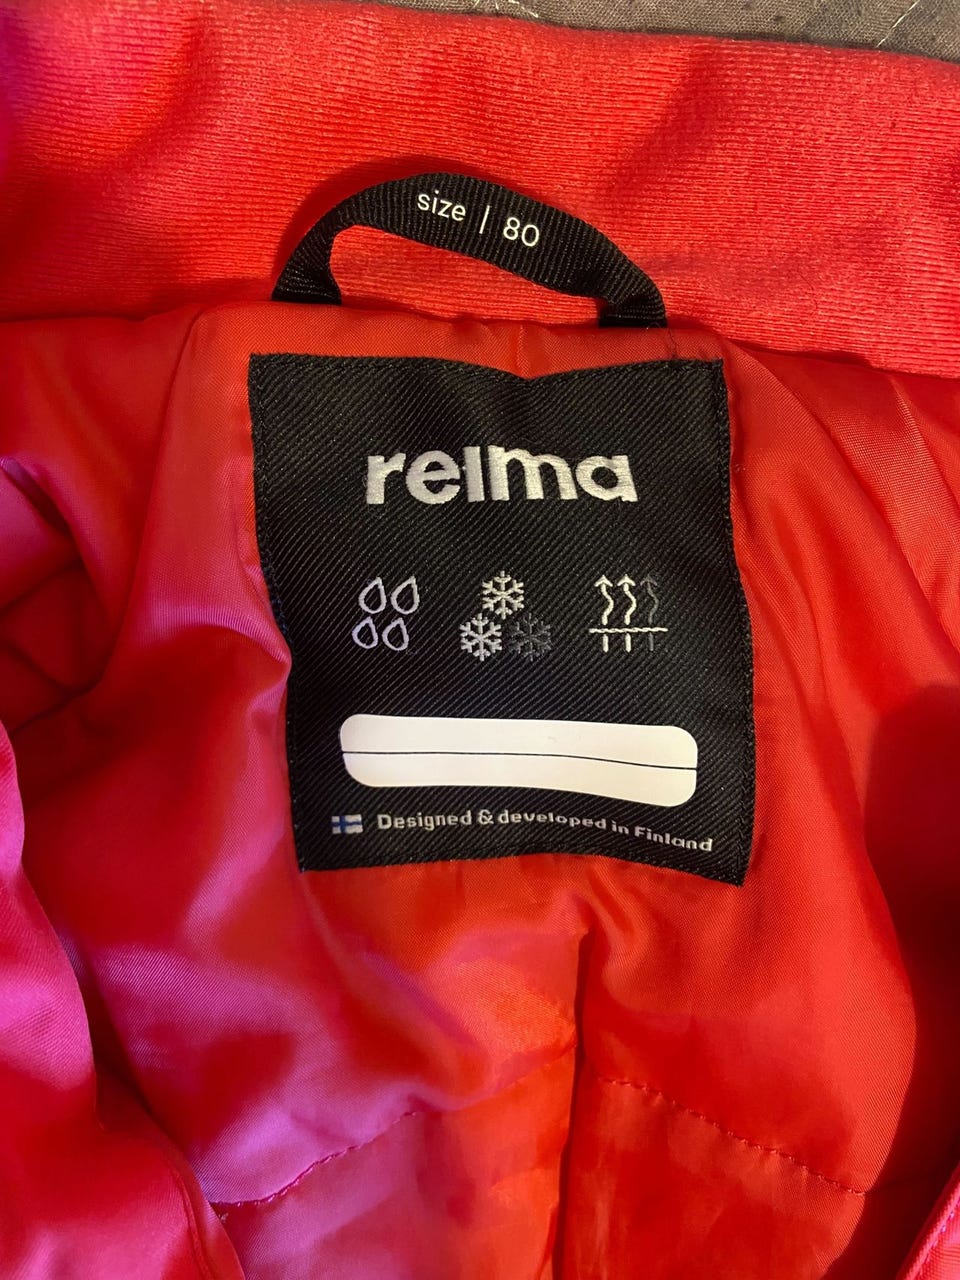 size | 80
reima
Designed & developed in Finland